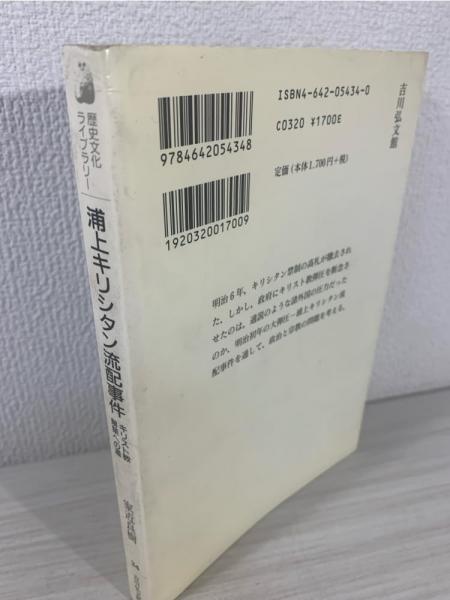 歴史文化
ライブラリー
浦上キリシタン流配事件
キリスト教
解禁への道
家近良樹
34
吉川弘文館
ISBN4-642-05434-0
C0320 ¥1700E
定価(本体1,700円+税)
9784642054348
1920320017009
明治6年、キリシタン禁制の高札が撤去され
た。しかし、政府にキリスト教弾圧を断念さ
せたのは、通説のような諸外国の圧力だった
のか。明治初年の大弾圧=浦上キリシタン流
配事件を通して、政治と宗教の問題を考える。